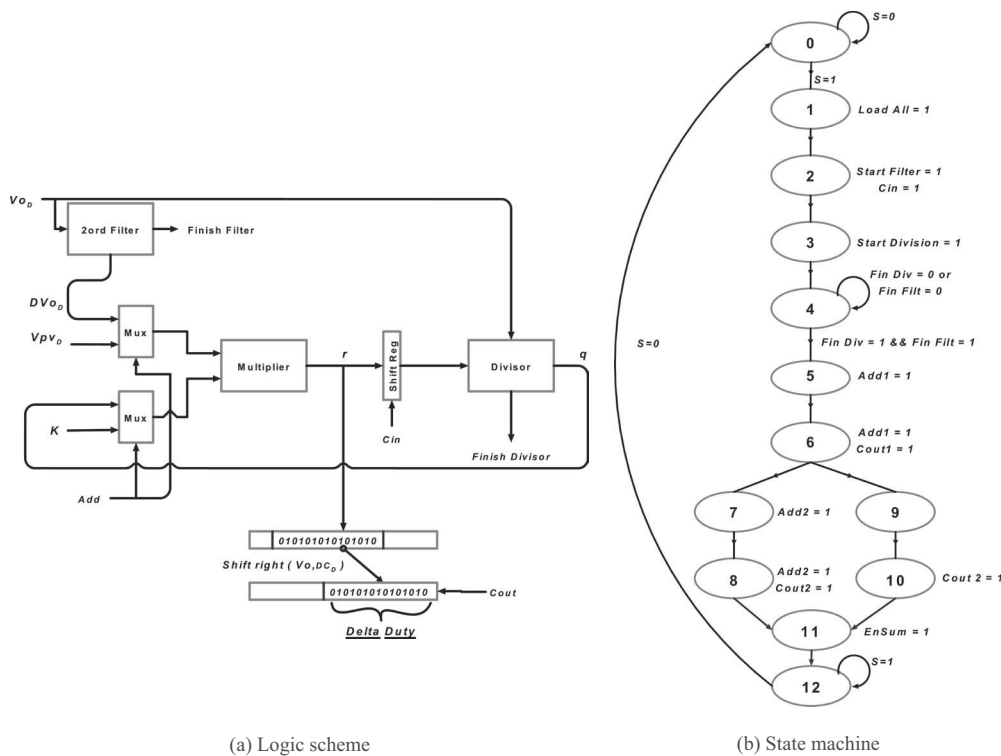 Vo_D
2ord Filter
Finish Filter
DVo_D
Vpv_D
Mux
Multiplier
r
Shift Reg
Divisor
q
Mux
K
Cin
Finish Divisor
Add
010101010101010
Shift right ( Vo,DC_D )
010101010101010
Cout
Delta Duty
(a) Logic scheme
S=0
0
S=1
1
Load All = 1
2
Start Filter = 1
Cin = 1
3
Start Division = 1
Fin Div = 0 or
Fin Filt = 0
4
S=0
Fin Div = 1 && Fin Filt = 1
5
Add1 = 1
6
Add1 = 1
Cout1 = 1
7
Add2 = 1
9
8
Add2 = 1
Cout2 = 1
10
Cout 2 = 1
11
EnSum = 1
S=1
12
(b) State machine